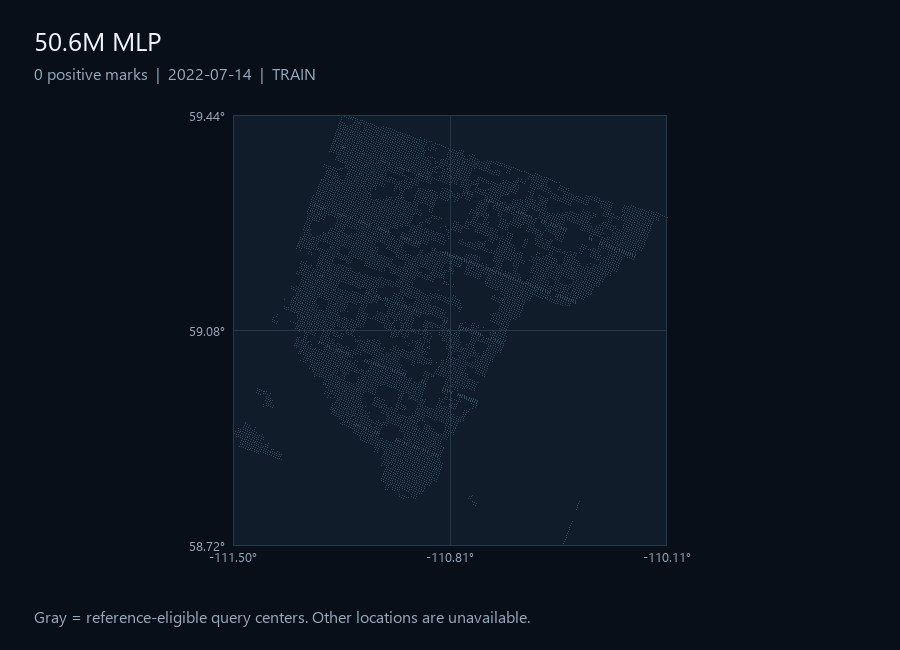 50.6M MLP
0 positive marks | 2022-07-14 | TRAIN
59.44°
59.08°
58.72°
-111.50°
-110.81°
-110.11°
Gray = reference-eligible query centers. Other locations are unavailable.